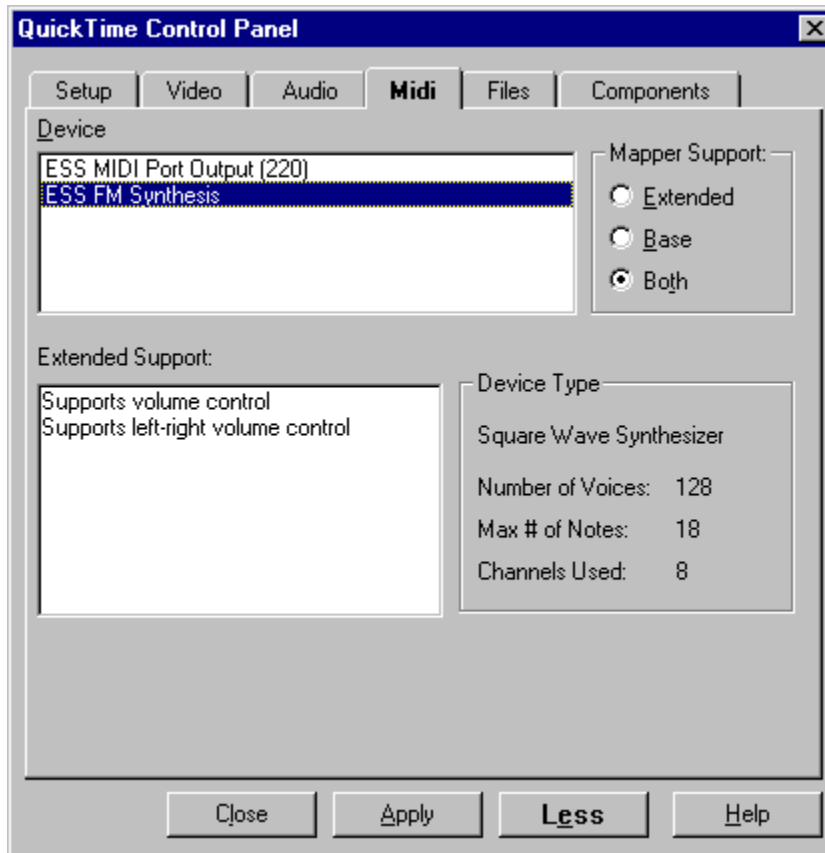 QuickTime Control Panel
Setup Video Audio Midi Files Components
Device
ESS MIDI Port Output (220)
ESS FM Synthesis
Mapper Support:
Extended
Base
Both
Extended Support:
Supports volume control
Supports left-right volume control
Device Type
Square Wave Synthesizer
Number of Voices: 128
Max # of Notes: 18
Channels Used: 8
Close Apply Less Help